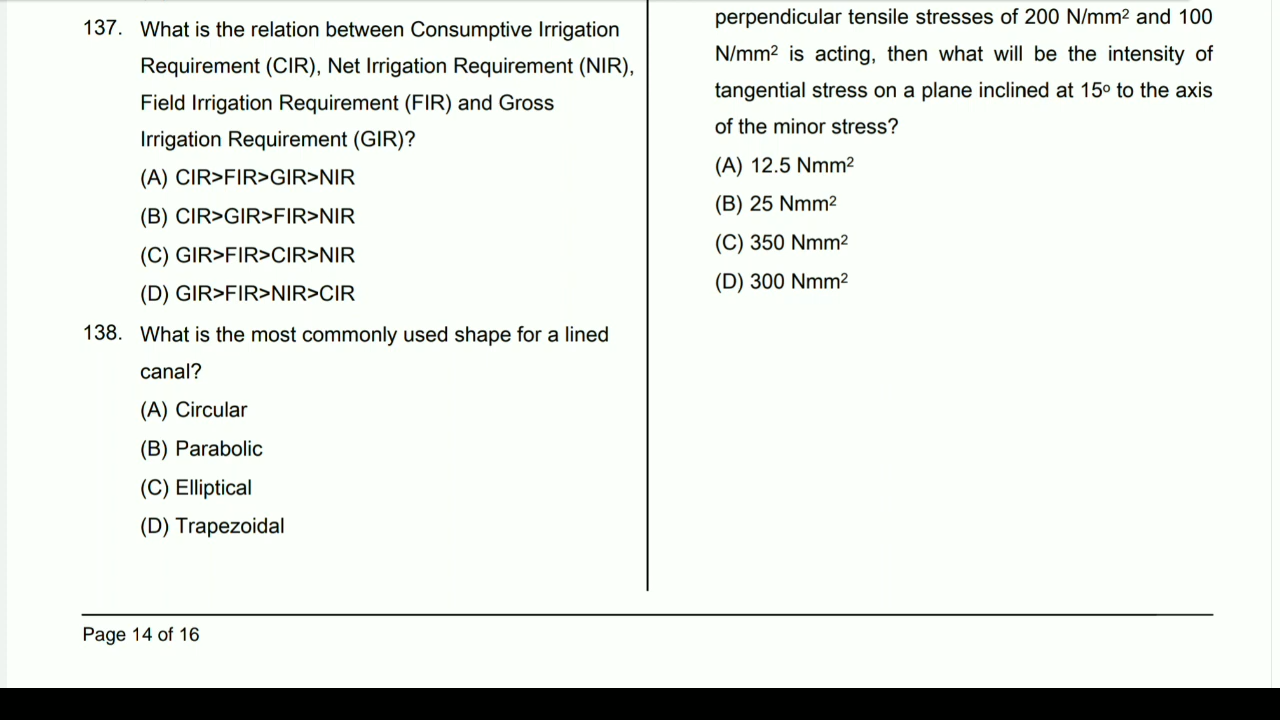 137. What is the relation between Consumptive Irrigation
Requirement (CIR), Net Irrigation Requirement (NIR),
Field Irrigation Requirement (FIR) and Gross
Irrigation Requirement (GIR)?
(A) CIR>FIR>GIR>NIR
(B) CIR>GIR>FIR>NIR
(C) GIR>FIR>CIR>NIR
(D) GIR>FIR>NIR>CIR
138. What is the most commonly used shape for a lined
canal?
(A) Circular
(B) Parabolic
(C) Elliptical
(D) Trapezoidal
perpendicular tensile stresses of 200 N/mm² and 100
N/mm² is acting, then what will be the intensity of
tangential stress on a plane inclined at 15º to the axis
of the minor stress?
(A) 12.5 Nmm²
(B) 25 Nmm²
(C) 350 Nmm²
(D) 300 Nmm²
Page 14 of 16